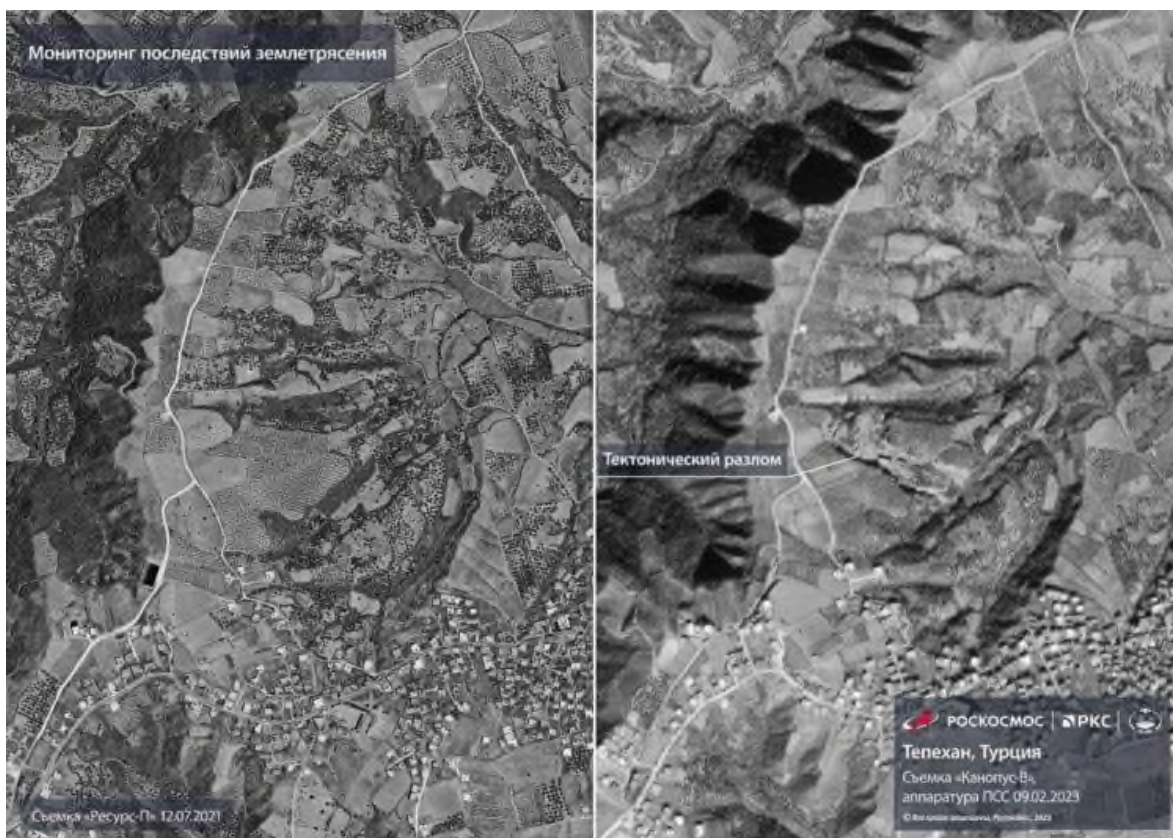 Мониторинг последствий землетрясения
Тектонический разлом
Съемка «Ресурс-П» 12.07.2021
РОСКОСМОС | РКС |
Тепехан, Турция
Съемка «Канопус-В»,
аппаратура ПСС 09.02.2023